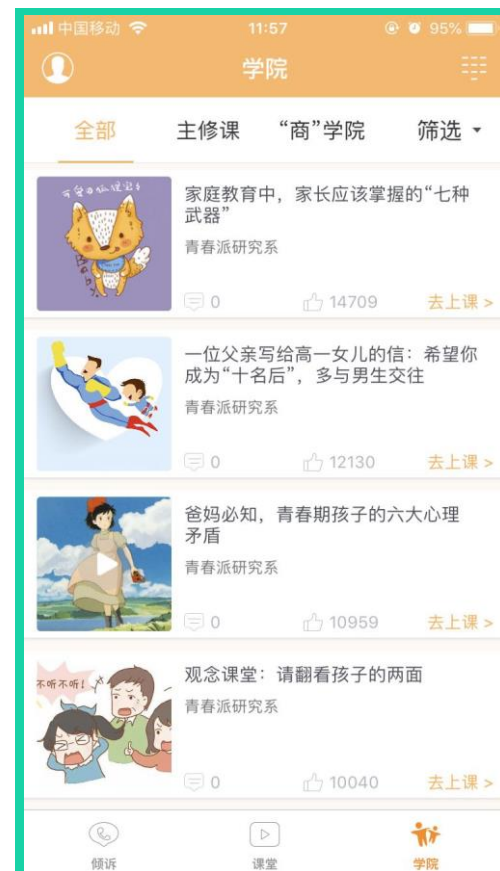 中国移动 11:57 95%
学院
全部 主修课 “商”学院 筛选
家庭教育中，家长应该掌握的“七种
武器”
青春派研究系
0 14709 去上课 >
一位父亲写给高一女儿的信：希望你
成为“十名后”，多与男生交往
青春派研究系
0 12130 去上课 >
爸妈必知，青春期孩子的六大心理
矛盾
青春派研究系
0 10959 去上课 >
不听不听！
观念课堂：请翻看孩子的两面
青春派研究系
0 10040 去上课 >
倾诉 课堂 学院